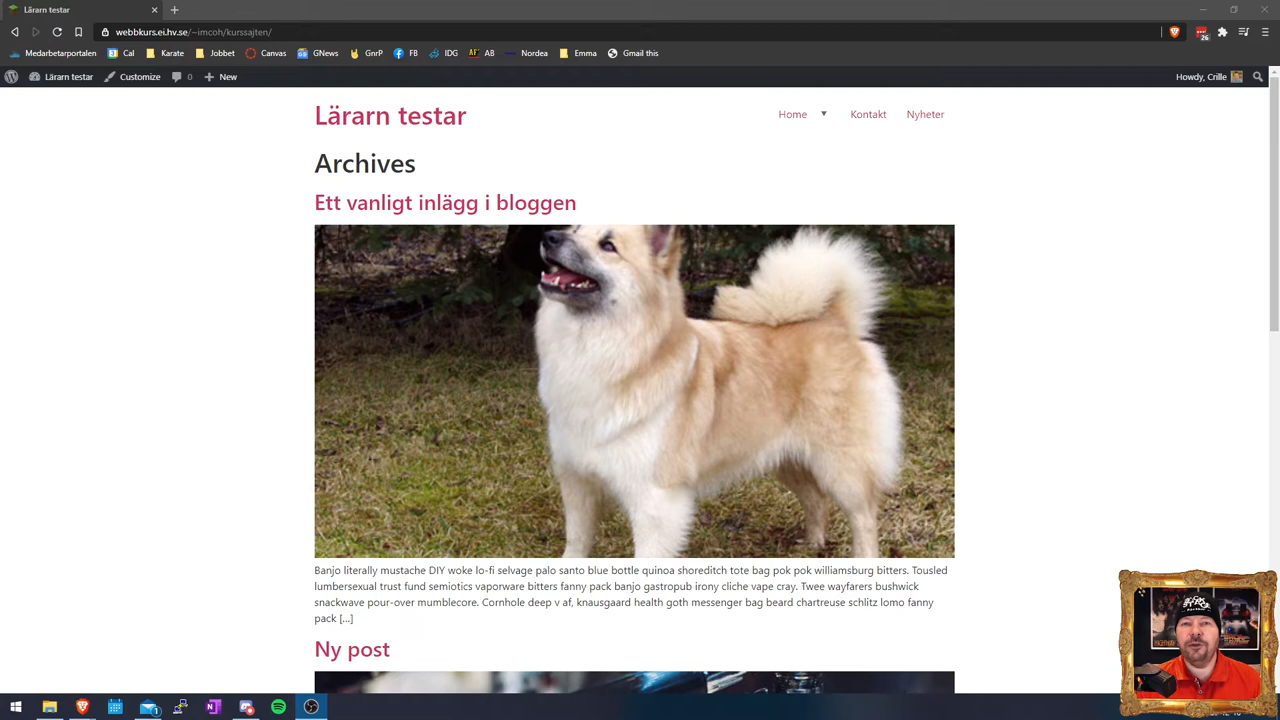 Lärarn testar
webbkurs.ei.hv.se/~imcoh/kurssajten/
26
Medarbetarportalen Cal Karate Jobbet Canvas GNews GnrP FB IDG AB Nordea Emma Gmail this
Lärarn testar Customize 0 New Howdy, Crille
Lärarn testar
Home Kontakt Nyheter
Archives
Ett vanligt inlägg i bloggen
Banjo literally mustache DIY woke lo-fi selvage palo santo blue bottle quinoa shoreditch tote bag pok pok williamsburg bitters. Tousled
lumbersexual trust fund semiotics vaporware bitters fanny pack banjo gastropub irony cliche vape cray. Twee wayfarers bushwick
snackwave pour-over mumblecore. Cornhole deep v af, knausgaard health goth messenger bag beard chartreuse schlitz lomo fanny
pack […]
Ny post